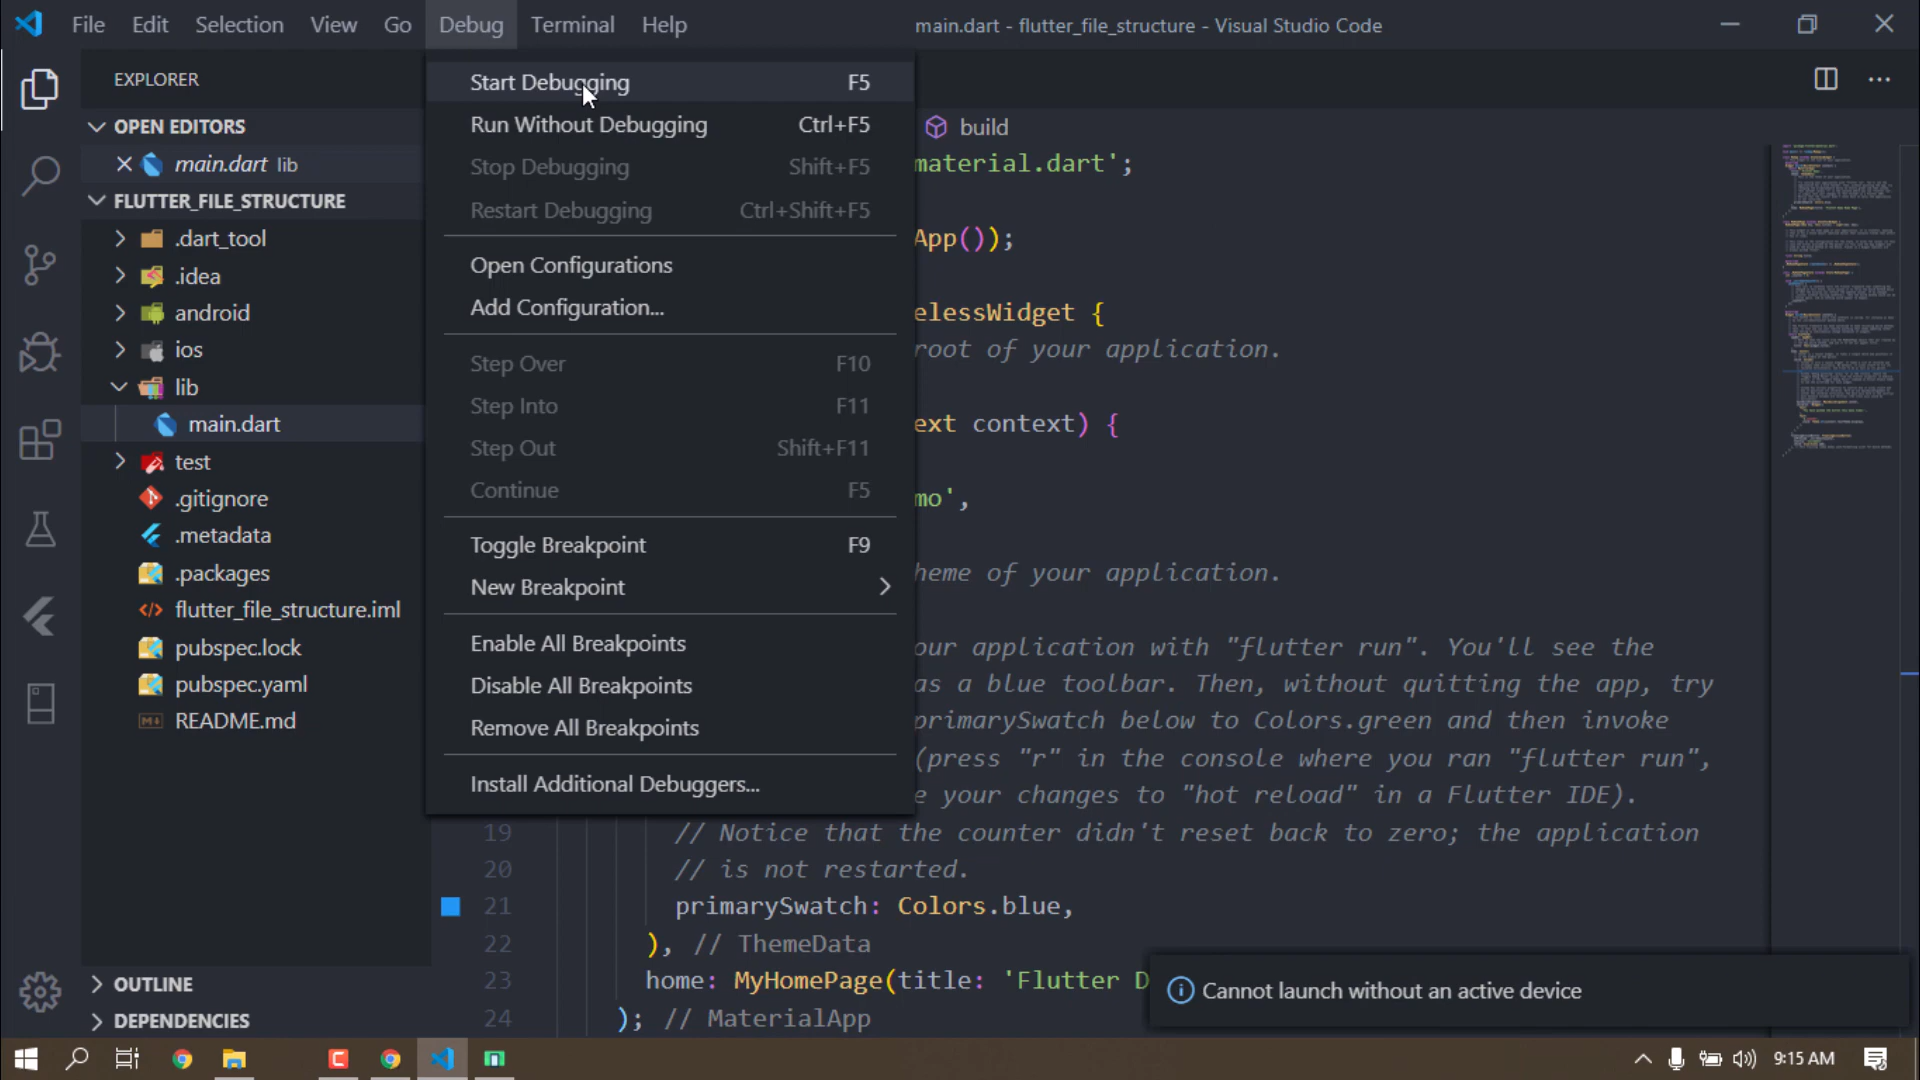 File Edit Selection View Go Debug Terminal Help
main.dart - flutter_file_structure - Visual Studio Code
EXPLORER
OPEN EDITORS
main.dart lib
FLUTTER_FILE_STRUCTURE
.dart_tool
.idea
android
ios
lib
main.dart
test
.gitignore
.metadata
.packages
flutter_file_structure.iml
pubspec.lock
pubspec.yaml
README.md
OUTLINE
DEPENDENCIES
Start Debugging F5
Run Without Debugging Ctrl+F5
Stop Debugging Shift+F5
Restart Debugging Ctrl+Shift+F5
Open Configurations
Add Configuration...
Step Over F10
Step Into F11
Step Out Shift+F11
Continue F5
Toggle Breakpoint F9
New Breakpoint
Enable All Breakpoints
Disable All Breakpoints
Remove All Breakpoints
Install Additional Debuggers...
build
material.dart';
App());
elessWidget {
root of your application.
ext context) {
mo',
heme of your application.
our application with "flutter run". You'll see the
as a blue toolbar. Then, without quitting the app, try
primarySwatch below to Colors.green and then invoke
(press "r" in the console where you ran "flutter run",
e your changes to "hot reload" in a Flutter IDE).
19 // Notice that the counter didn't reset back to zero; the application
20 // is not restarted.
21 primarySwatch: Colors.blue,
22 ), // ThemeData
23 home: MyHomePage(title: 'Flutter D
24 ); // MaterialApp
Cannot launch without an active device
9:15 AM